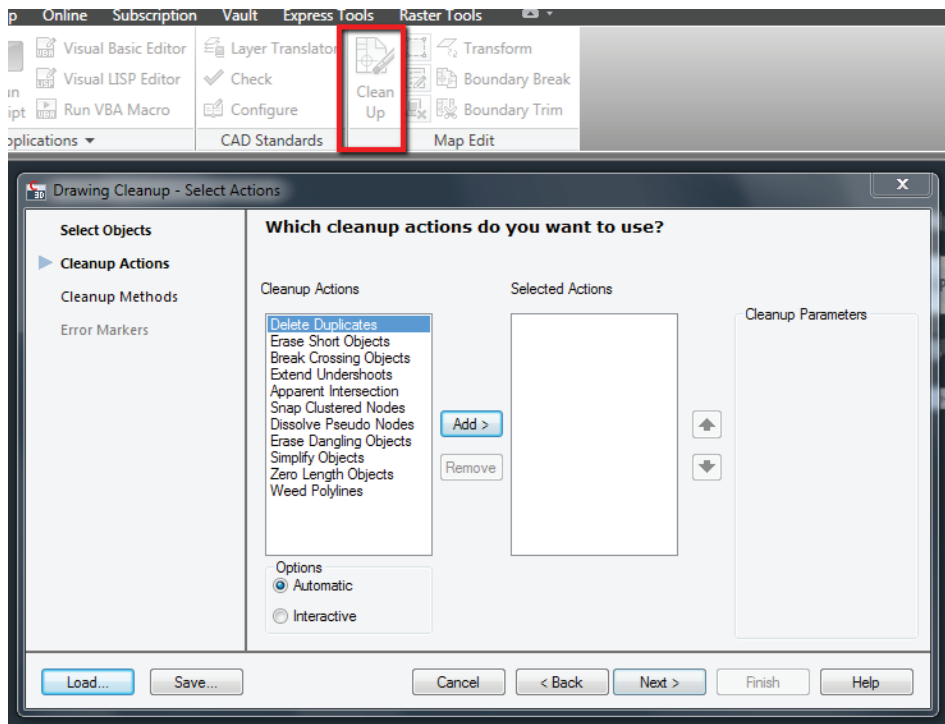 p Online Subscription Vault Express Tools Raster Tools
Visual Basic Editor Layer Translator Transform
Visual LISP Editor Check Clean Up Boundary Break
un
ipt Run VBA Macro Configure Boundary Trim
pplications CAD Standards Map Edit
3D Drawing Cleanup - Select Actions X
Select Objects
Cleanup Actions
Cleanup Methods
Error Markers
Which cleanup actions do you want to use?
Cleanup Actions
Delete Duplicates
Erase Short Objects
Break Crossing Objects
Extend Undershoots
Apparent Intersection
Snap Clustered Nodes
Dissolve Pseudo Nodes
Erase Dangling Objects
Simplify Objects
Zero Length Objects
Weed Polylines
Add >
Remove
Selected Actions
Cleanup Parameters
Options
Automatic
Interactive
Load... Save... Cancel < Back Next > Finish Help